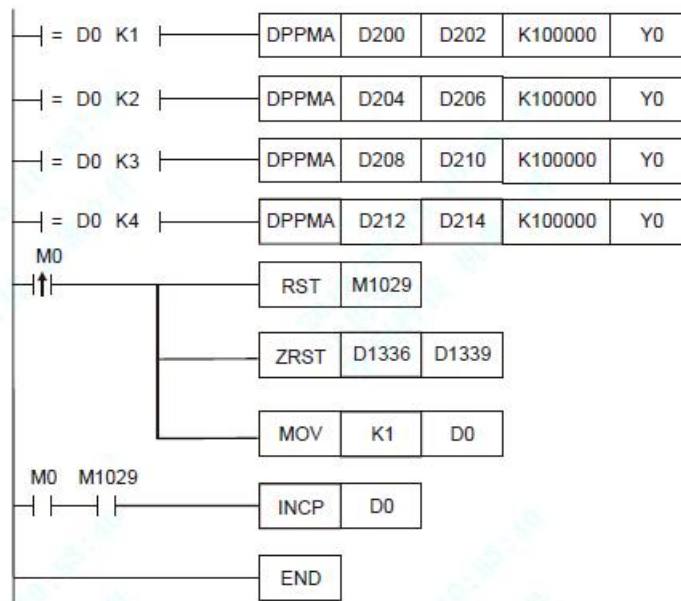 = D0 K1 DPPMA D200 D202 K100000 Y0
= D0 K2 DPPMA D204 D206 K100000 Y0
= D0 K3 DPPMA D208 D210 K100000 Y0
= D0 K4 DPPMA D212 D214 K100000 Y0
M0
RST M1029
ZRST D1336 D1339
MOV K1 D0
M0 M1029
INCP D0
END